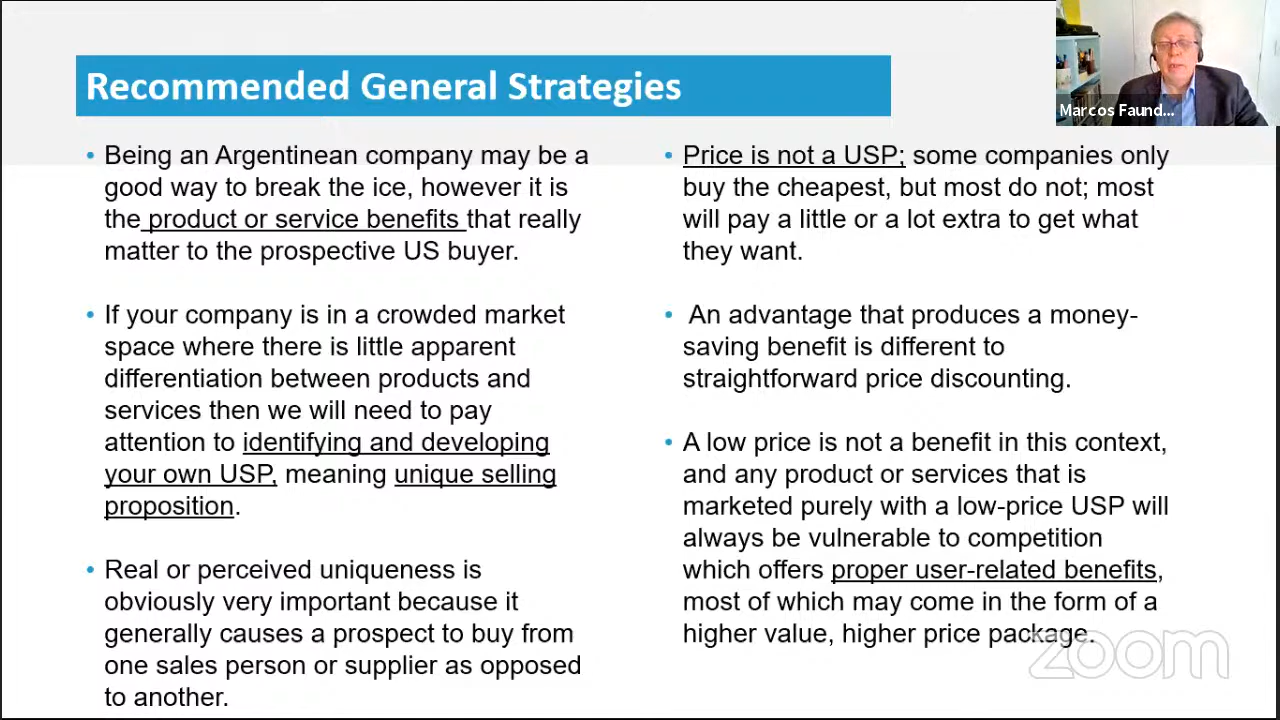 Recommended General Strategies
Marcos Faund...
• Being an Argentinean company may be a
good way to break the ice, however it is
the product or service benefits that really
matter to the prospective US buyer.
• If your company is in a crowded market
space where there is little apparent
differentiation between products and
services then we will need to pay
attention to identifying and developing
your own USP, meaning unique selling
proposition.
• Real or perceived uniqueness is
obviously very important because it
generally causes a prospect to buy from
one sales person or supplier as opposed
to another.
• Price is not a USP; some companies only
buy the cheapest, but most do not; most
will pay a little or a lot extra to get what
they want.
• An advantage that produces a money-
saving benefit is different to
straightforward price discounting.
• A low price is not a benefit in this context,
and any product or services that is
marketed purely with a low-price USP will
always be vulnerable to competition
which offers proper user-related benefits,
most of which may come in the form of a
higher value, higher price package.
zoom